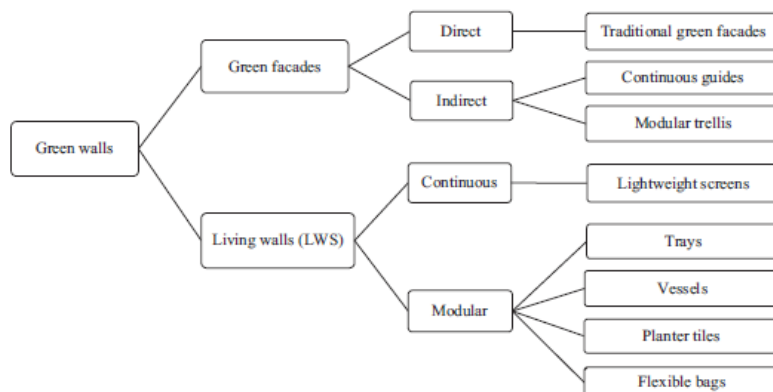 Direct
Traditional green facades
Green facades
Continuous guides
Indirect
Modular trellis
Green walls
Continuous
Lightweight screens
Living walls (LWS)
Trays
Vessels
Modular
Planter tiles
Flexible bags